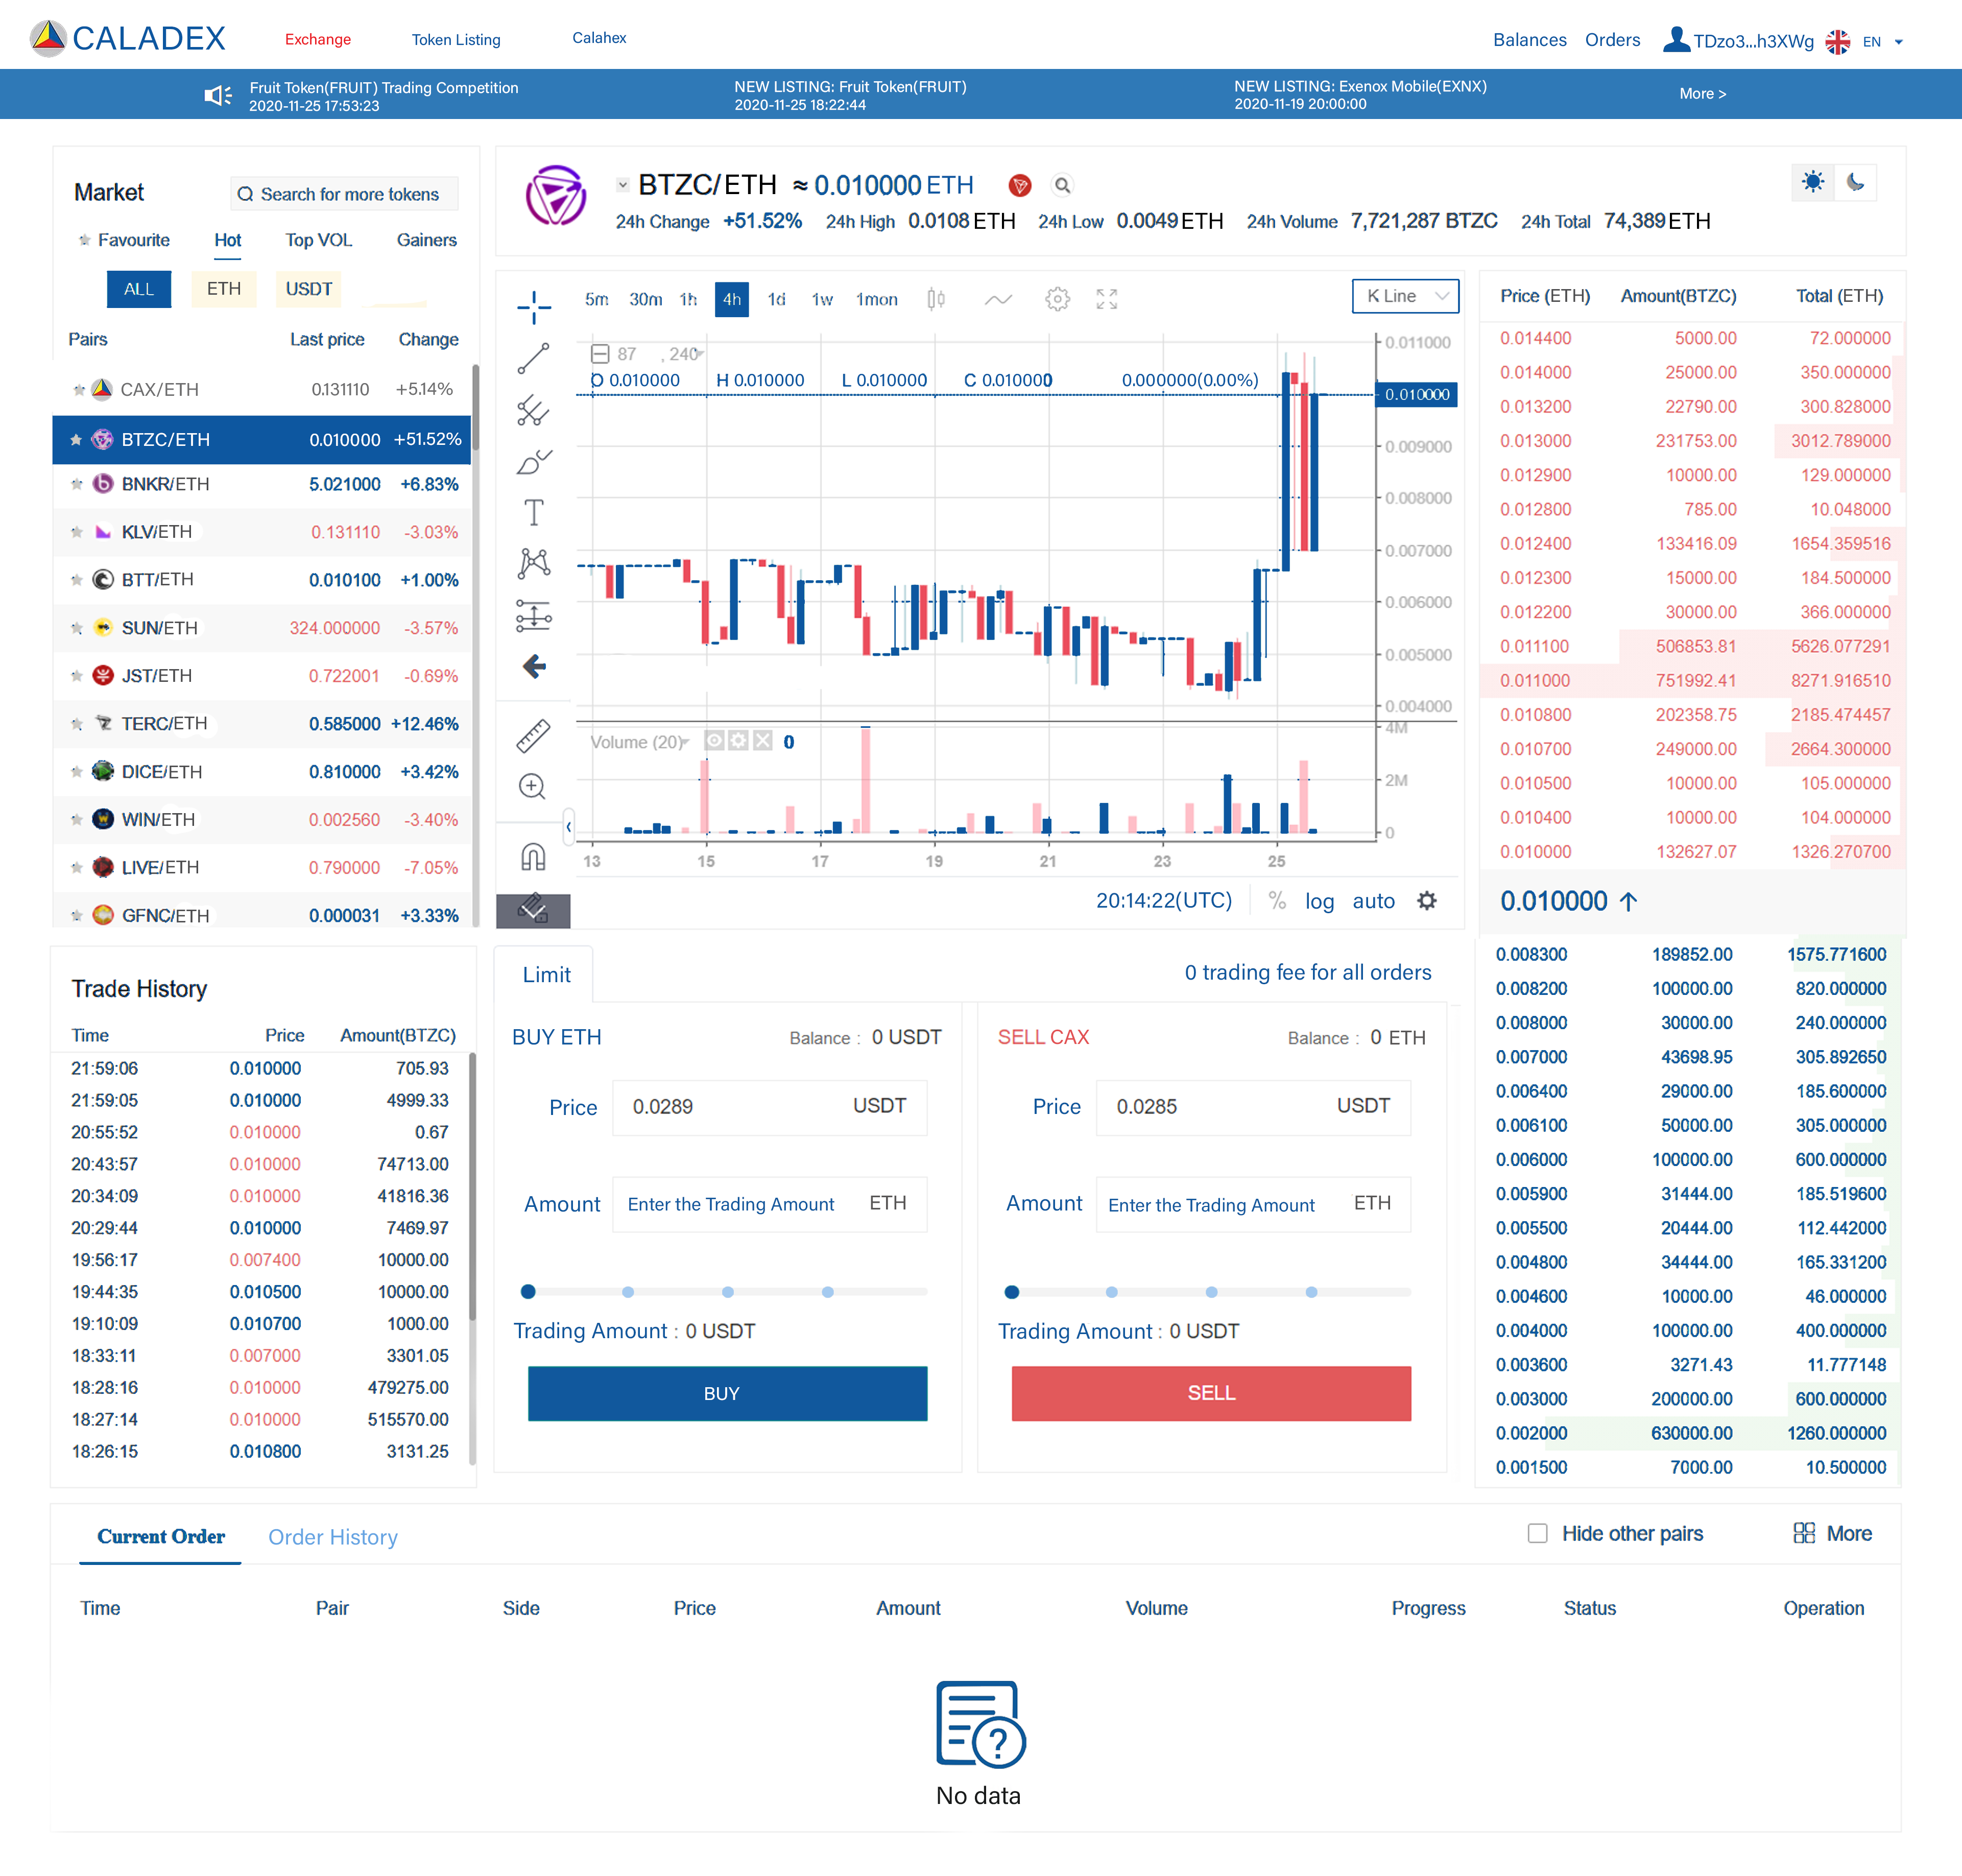 CALADEX
Exchange
Token Listing
Calahex
Balances
Orders
TDzo3...h3XWg
EN
Fruit Token(FRUIT) Trading Competition
2020-11-25 17:53:23
NEW LISTING: Fruit Token(FRUIT)
2020-11-25 18:22:44
NEW LISTING: Exenox Mobile(EXNX)
2020-11-19 20:00:00
More >
Market
Search for more tokens
Favourite Hot Top VOL Gainers
ALL ETH USDT
Pairs Last price Change
CAX/ETH 0.131110 +5.14%
BTZC/ETH 0.010000 +51.52%
BNKR/ETH 5.021000 +6.83%
KLV/ETH 0.131110 -3.03%
BTT/ETH 0.010100 +1.00%
SUN/ETH 324.000000 -3.57%
JST/ETH 0.722001 -0.69%
TERC/ETH 0.585000 +12.46%
DICE/ETH 0.810000 +3.42%
WIN/ETH 0.002560 -3.40%
LIVE/ETH 0.790000 -7.05%
GFNC/ETH 0.000031 +3.33%
BTZC/ETH ≈ 0.010000 ETH
24h Change +51.52% 24h High 0.0108 ETH 24h Low 0.0049 ETH 24h Volume 7,721,287 BTZC 24h Total 74,389 ETH
5m 30m 1h 4h 1d 1w 1mon
K Line
87 , 240
O 0.010000 H 0.010000 L 0.010000 C 0.010000 0.000000(0.00%)
0.011000
0.010000
0.009000
0.008000
0.007000
0.006000
0.005000
0.004000
Volume (20) 0
4M
2M
0
13 15 17 19 21 23 25
20:14:22(UTC) % log auto
Price (ETH) Amount(BTZC) Total (ETH)
0.014400 5000.00 72.000000
0.014000 25000.00 350.000000
0.013200 22790.00 300.828000
0.013000 231753.00 3012.789000
0.012900 10000.00 129.000000
0.012800 785.00 10.048000
0.012400 133416.09 1654.359516
0.012300 15000.00 184.500000
0.012200 30000.00 366.000000
0.011100 506853.81 5626.077291
0.011000 751992.41 8271.916510
0.010800 202358.75 2185.474457
0.010700 249000.00 2664.300000
0.010500 10000.00 105.000000
0.010400 10000.00 104.000000
0.010000 132627.07 1326.270700
0.010000 ↑
0.008300 189852.00 1575.771600
0.008200 100000.00 820.000000
0.008000 30000.00 240.000000
0.007000 43698.95 305.892650
0.006400 29000.00 185.600000
0.006100 50000.00 305.000000
0.006000 100000.00 600.000000
0.005900 31444.00 185.519600
0.005500 20444.00 112.442000
0.004800 34444.00 165.331200
0.004600 10000.00 46.000000
0.004000 100000.00 400.000000
0.003600 3271.43 11.777148
0.003000 200000.00 600.000000
0.002000 630000.00 1260.000000
0.001500 7000.00 10.500000
Trade History
Time Price Amount(BTZC)
21:59:06 0.010000 705.93
21:59:05 0.010000 4999.33
20:55:52 0.010000 0.67
20:43:57 0.010000 74713.00
20:34:09 0.010000 41816.36
20:29:44 0.010000 7469.97
19:56:17 0.007400 10000.00
19:44:35 0.010500 10000.00
19:10:09 0.010700 1000.00
18:33:11 0.007000 3301.05
18:28:16 0.010000 479275.00
18:27:14 0.010000 515570.00
18:26:15 0.010800 3131.25
Limit
0 trading fee for all orders
BUY ETH Balance : 0 USDT
Price 0.0289 USDT
Amount Enter the Trading Amount ETH
Trading Amount : 0 USDT
BUY
SELL CAX Balance : 0 ETH
Price 0.0285 USDT
Amount Enter the Trading Amount ETH
Trading Amount : 0 USDT
SELL
Current Order Order History
Hide other pairs
More
Time Pair Side Price Amount Volume Progress Status Operation
?
No data